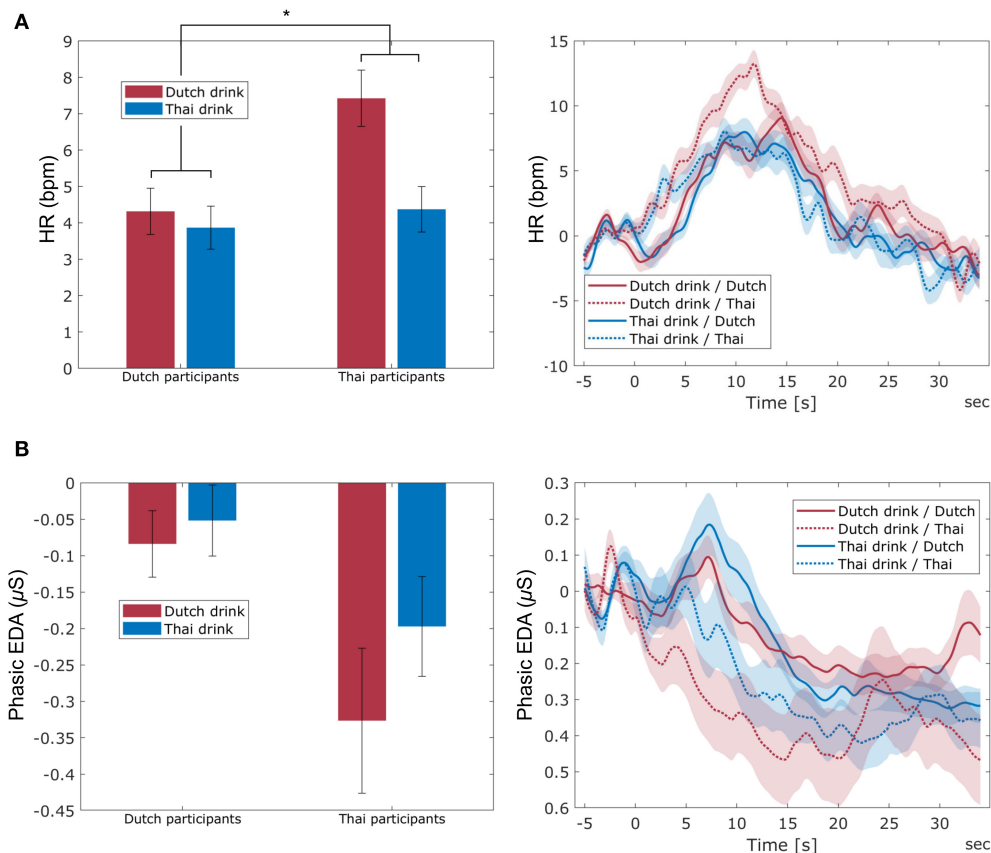 A
*
9
8
7
6
5
4
3
2
1
0
HR (bpm)
Dutch drink
Thai drink
Dutch participants
Thai participants
15
10
5
0
-5
-10
HR (bpm)
Dutch drink / Dutch
Dutch drink / Thai
Thai drink / Dutch
Thai drink / Thai
-5 0 5 10 15 20 25 30
Time [s]
sec
B
0
-0.05
-0.1
-0.15
-0.2
-0.25
-0.3
-0.35
-0.4
-0.45
Phasic EDA (µS)
Dutch drink
Thai drink
Dutch participants
Thai participants
0.3
0.2
0.1
0
0.1
0.2
0.3
0.4
0.5
0.6
Phasic EDA (µS)
Dutch drink / Dutch
Dutch drink / Thai
Thai drink / Dutch
Thai drink / Thai
-5 0 5 10 15 20 25 30
Time [s]
sec